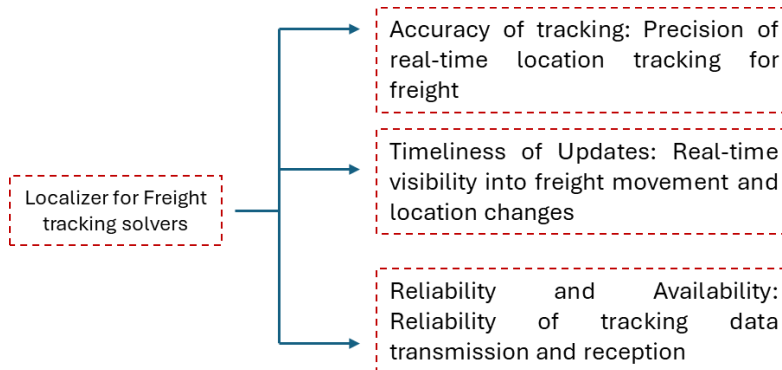 Accuracy of tracking: Precision of
real-time location tracking for
freight
Timeliness of Updates: Real-time
visibility into freight movement and
location changes
Localizer for Freight
tracking solvers
Reliability and Availability:
Reliability of tracking data
transmission and reception